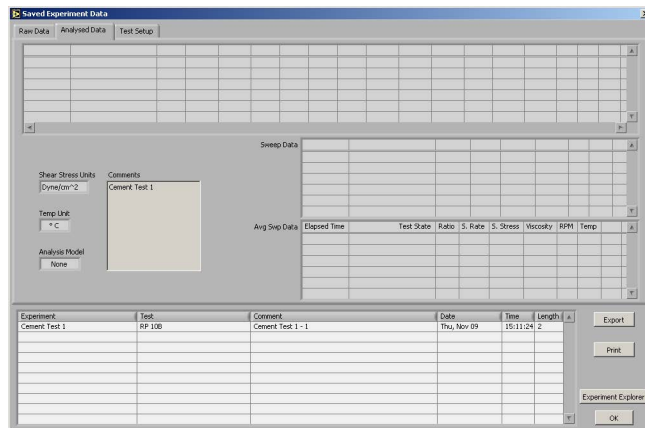 Saved Experiment Data
Raw Data Analysed Data Test Setup
Sweep Data
Shear Stress Units Comments
Dyne/cm^2 Cement Test 1
Temp Unit
° C
Avg Swp Data Elapsed Time Test State Ratio S. Rate S. Stress Viscosity RPM Temp
Analysis Model
None
Experiment Test Comment Date Time Length
Cement Test 1 RP 10B Cement Test 1 - 1 Thu, Nov 09 15:11:24 2
Export
Print
Experiment Explorer
OK